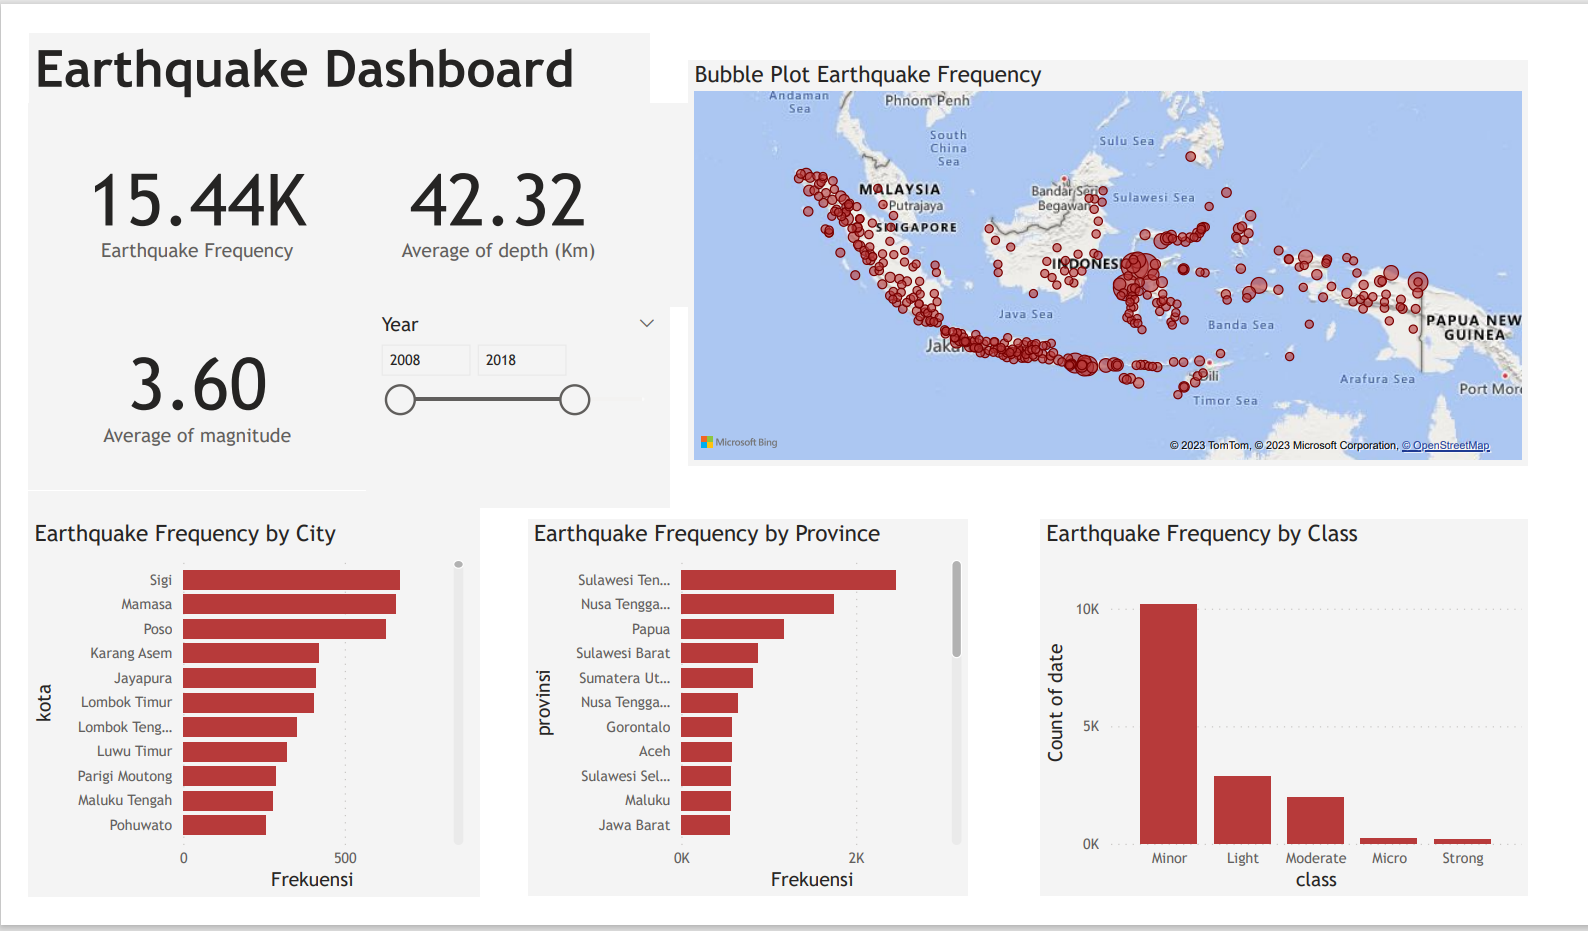 Earthquake Dashboard
15.44K
Earthquake Frequency
42.32
Average of depth (Km)
3.60
Average of magnitude
Year
2008
2018
Bubble Plot Earthquake Frequency
Andaman
Sea
Phnom Penh
South
China
Sea
Sulu Sea
MALAYSIA
Putrajaya
SINGAPORE
Bandar Seri
Begawan
Sulawesi Sea
INDONES
Java Sea
Jaka
Banda Sea
PAPUA NEW
GUINEA
Dili
Timor Sea
Arafura Sea
Port Mor
Microsoft Bing
© 2023 TomTom, © 2023 Microsoft Corporation, © OpenStreetMap
Earthquake Frequency by City
kota
Sigi
Mamasa
Poso
Karang Asem
Jayapura
Lombok Timur
Lombok Teng...
Luwu Timur
Parigi Moutong
Maluku Tengah
Pohuwato
0
500
Frekuensi
Earthquake Frequency by Province
provinsi
Sulawesi Ten...
Nusa Tengga...
Papua
Sulawesi Barat
Sumatera Ut...
Nusa Tengga...
Gorontalo
Aceh
Sulawesi Sel...
Maluku
Jawa Barat
0K
2K
Frekuensi
Earthquake Frequency by Class
Count of date
10K
5K
0K
Minor
Light
Moderate
Micro
Strong
class